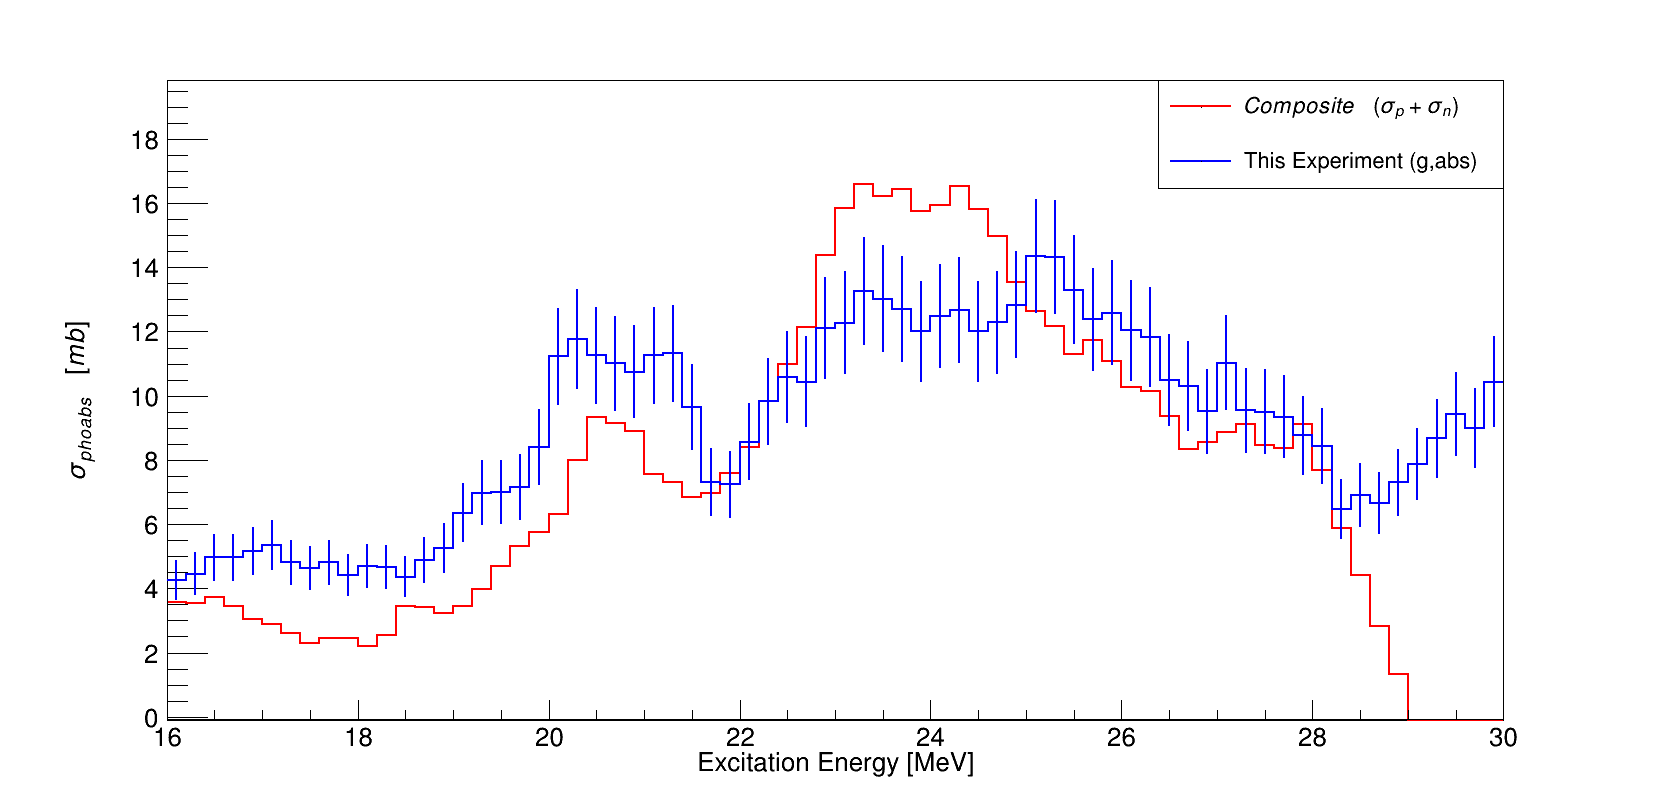 Composite (σp + σn)
This Experiment (g,abs)
σphoabs [mb]
18
16
14
12
10
8
6
4
2
0
16 18 20 22 24 26 28 30
Excitation Energy [MeV]